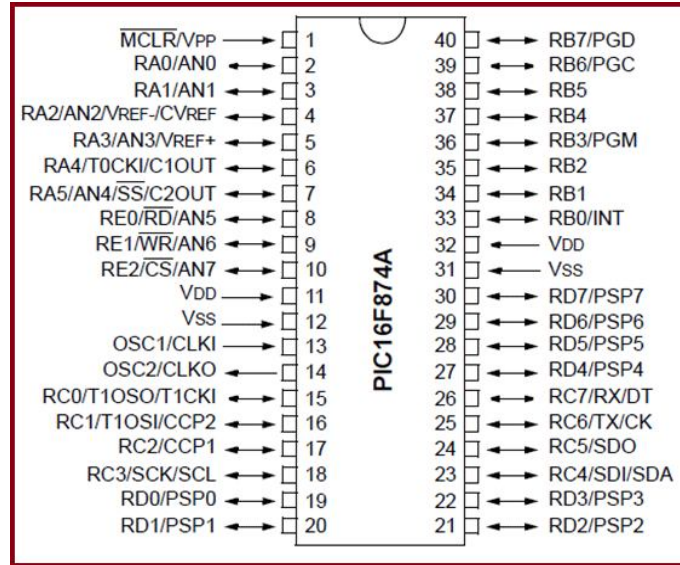 MCLR/VPP 1 40 RB7/PGD
RA0/AN0 2 39 RB6/PGC
RA1/AN1 3 38 RB5
RA2/AN2/VREF-/CVREF 4 37 RB4
RA3/AN3/VREF+ 5 36 RB3/PGM
RA4/T0CKI/C1OUT 6 35 RB2
RA5/AN4/SS/C2OUT 7 34 RB1
RE0/RD/AN5 8 33 RB0/INT
RE1/WR/AN6 9 32 VDD
RE2/CS/AN7 10 31 VSS
VDD 11 30 RD7/PSP7
VSS 12 29 RD6/PSP6
OSC1/CLKI 13 28 RD5/PSP5
OSC2/CLKO 14 27 RD4/PSP4
RC0/T1OSO/T1CKI 15 26 RC7/RX/DT
RC1/T1OSI/CCP2 16 25 RC6/TX/CK
RC2/CCP1 17 24 RC5/SDO
RC3/SCK/SCL 18 23 RC4/SDI/SDA
RD0/PSP0 19 22 RD3/PSP3
RD1/PSP1 20 21 RD2/PSP2
PIC16F874A